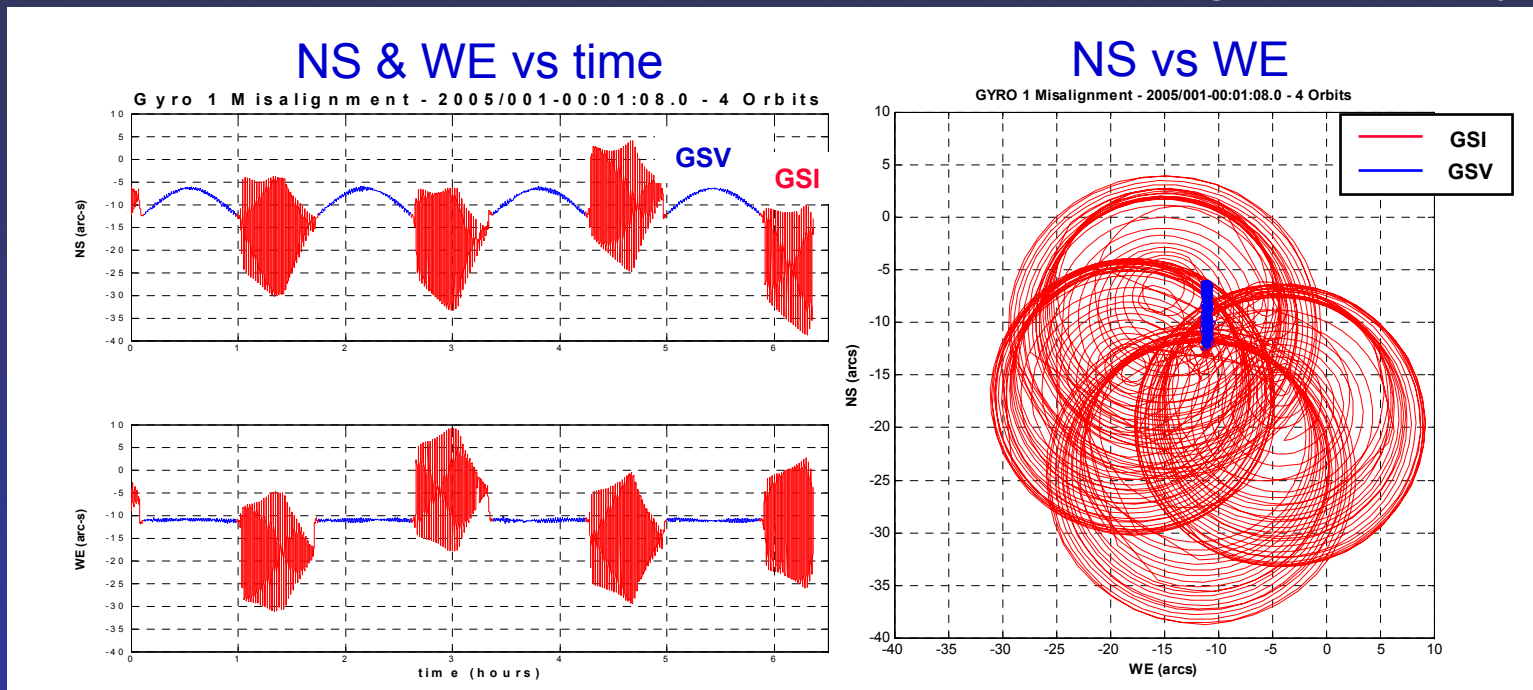 NS & WE vs time
Gyro 1 Misalignment - 2005/001-00:01:08.0 - 4 Orbits
GSV
GSI
NS (arc-s)
10
5
0
-5
-10
-15
-20
-25
-30
-35
-40
0 1 2 3 4 5 6
WE (arc-s)
10
5
0
-5
-10
-15
-20
-25
-30
-35
-40
0 1 2 3 4 5 6
time (hours)
NS vs WE
GYRO 1 Misalignment - 2005/001-00:01:08.0 - 4 Orbits
GSI
GSV
NS (arcs)
10
5
0
-5
-10
-15
-20
-25
-30
-35
-40
-40 -35 -30 -25 -20 -15 -10 -5 0 5 10
WE (arcs)